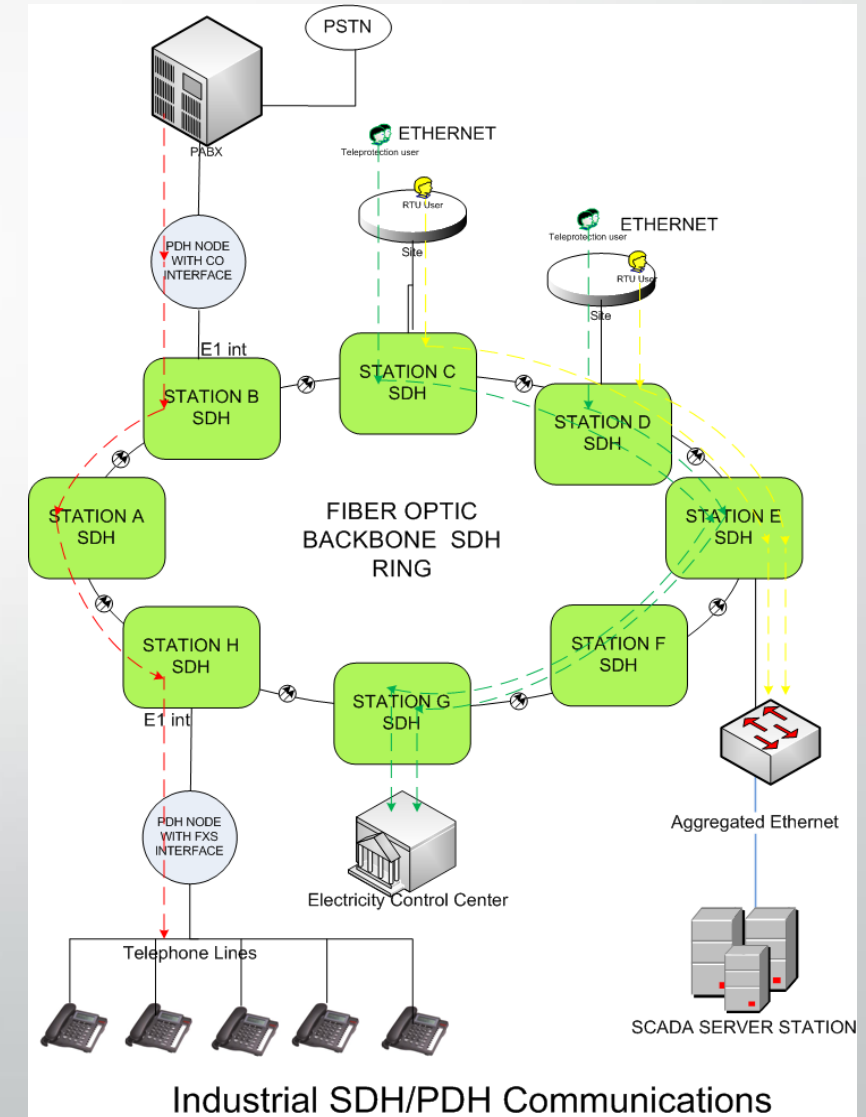 PSTN
PABX
ETHERNET
Teleprotection user
RTU User
Site
ETHERNET
Teleprotection user
RTU User
Site
PDH NODE
WITH CO
INTERFACE
E1 int
STATION B
SDH
STATION C
SDH
STATION D
SDH
STATION A
SDH
FIBER OPTIC
BACKBONE SDH
RING
STATION E
SDH
STATION H
SDH
STATION F
SDH
STATION G
SDH
E1 int
PDH NODE
WITH FXS
INTERFACE
Aggregated Ethernet
Electricity Control Center
Telephone Lines
SCADA SERVER STATION
Industrial SDH/PDH Communications